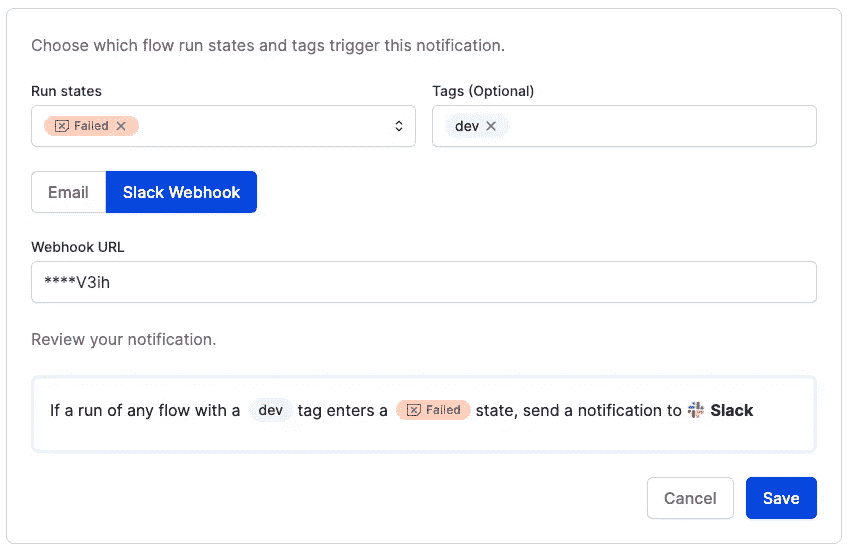 Choose which flow run states and tags trigger this notification.
Run states
Tags (Optional)
Failed
dev
Email
Slack Webhook
Webhook URL
****V3ih
Review your notification.
If a run of any flow with a dev tag enters a Failed state, send a notification to Slack
Cancel
Save